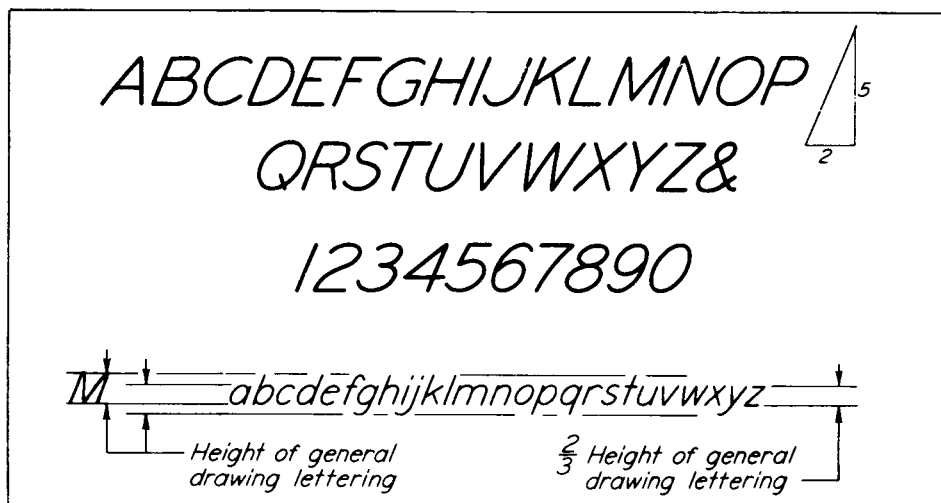 ABCDEFGHIJKLMNOP
5
2
QRSTUVWXYZ&
1234567890
M abcdefghijklmnopqrstuvwxyz
Height of general
drawing lettering
2/3 Height of general
drawing lettering